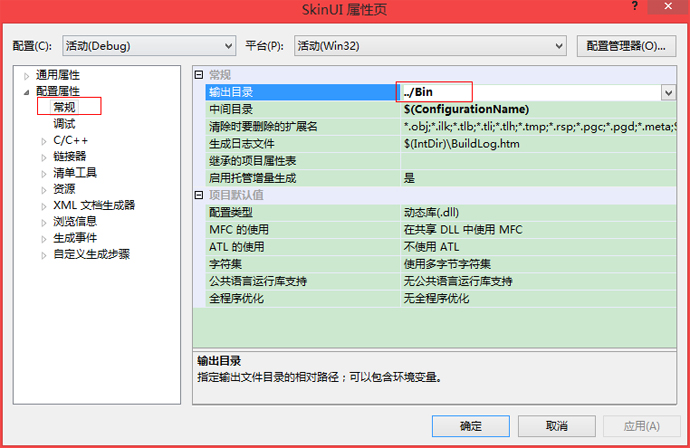 SkinUI 属性页
?
配置(C): 活动(Debug) 平台(P): 活动(Win32) 配置管理器(O)...
通用属性
配置属性
常规
调试
C/C++
链接器
清单工具
资源
XML 文档生成器
浏览信息
生成事件
自定义生成步骤
常规
输出目录 ../Bin
中间目录 $(ConfigurationName)
清除时要删除的扩展名 *.obj;*.ilk;*.tlb;*.tli;*.tlh;*.tmp;*.rsp;*.pgc;*.pgd;*.meta;$
生成日志文件 $(IntDir)\BuildLog.htm
继承的项目属性表
启用托管增量生成 是
项目默认值
配置类型 动态库(.dll)
MFC 的使用 在共享 DLL 中使用 MFC
ATL 的使用 不使用 ATL
字符集 使用多字节字符集
公共语言运行库支持 无公共语言运行库支持
全程序优化 无全程序优化
输出目录
指定输出文件目录的相对路径；可以包含环境变量。
确定 取消 应用(A)